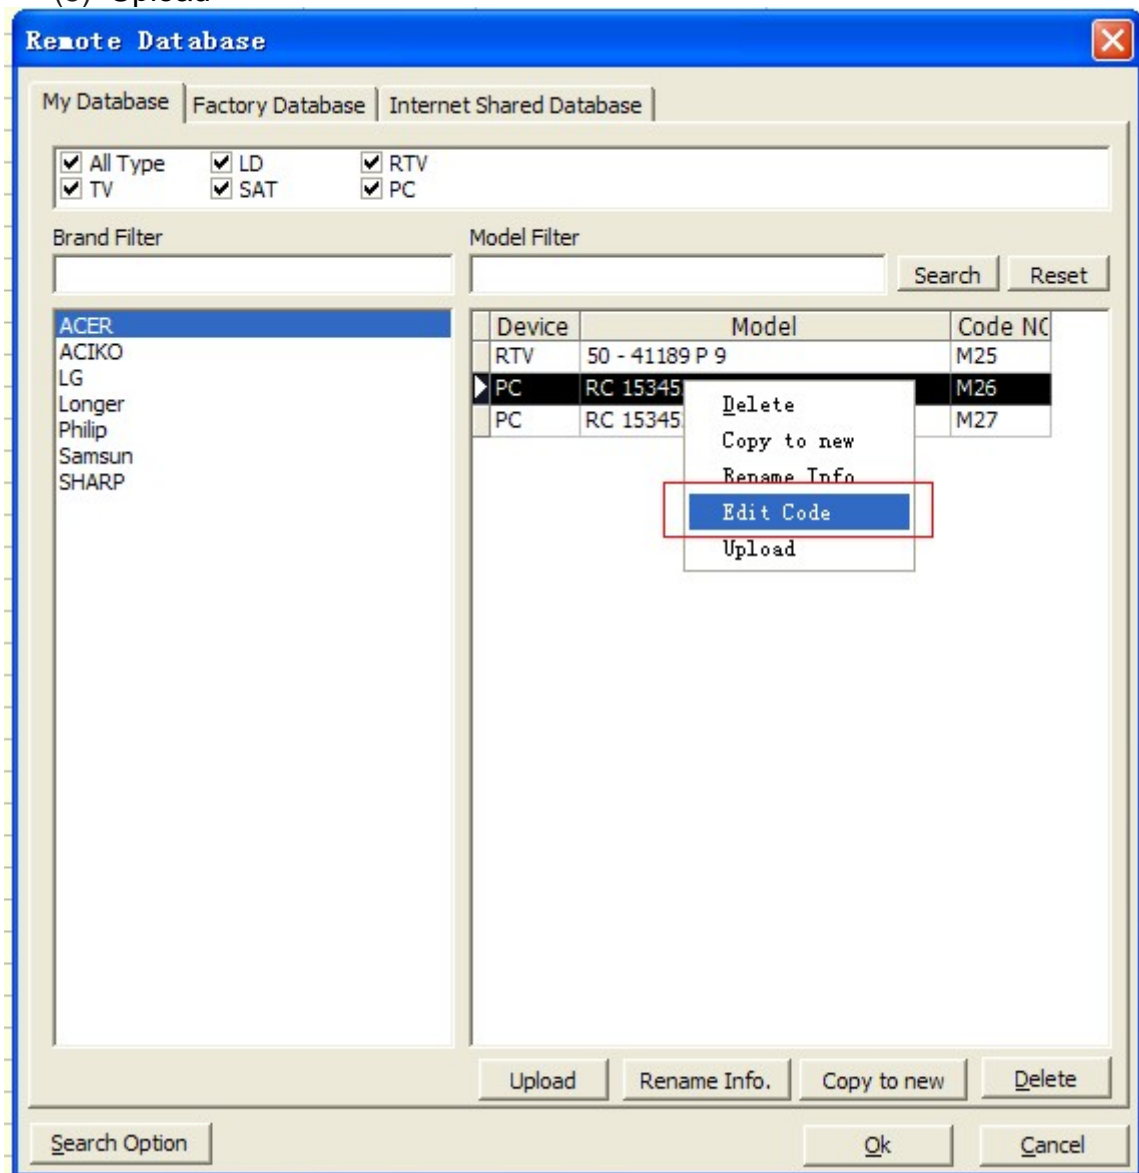 Remote Database
My Database Factory Database Internet Shared Database
All Type LD RTV
TV SAT PC
Brand Filter Model Filter
Search Reset
ACER
ACIKO
LG
Longer
Philip
Samsun
SHARP
Device Model Code NO
RTV 50 - 41189 P 9 M25
PC RC 15345 M26
PC RC 15345 M27
Delete
Copy to new
Rename Info
Edit Code
Upload
Upload Rename Info. Copy to new Delete
Search Option Ok Cancel